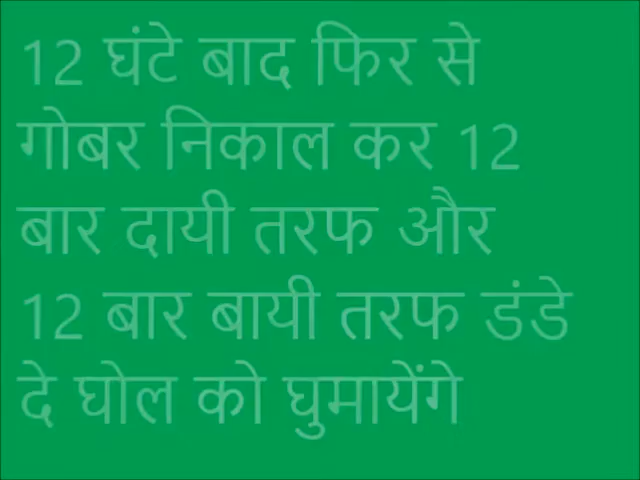 12 घंटे बाद फिर से
गोबर निकाल कर 12
बार दायी तरफ और
12 बार बायी तरफ डंडे
दे घोल को घुमायेंगे